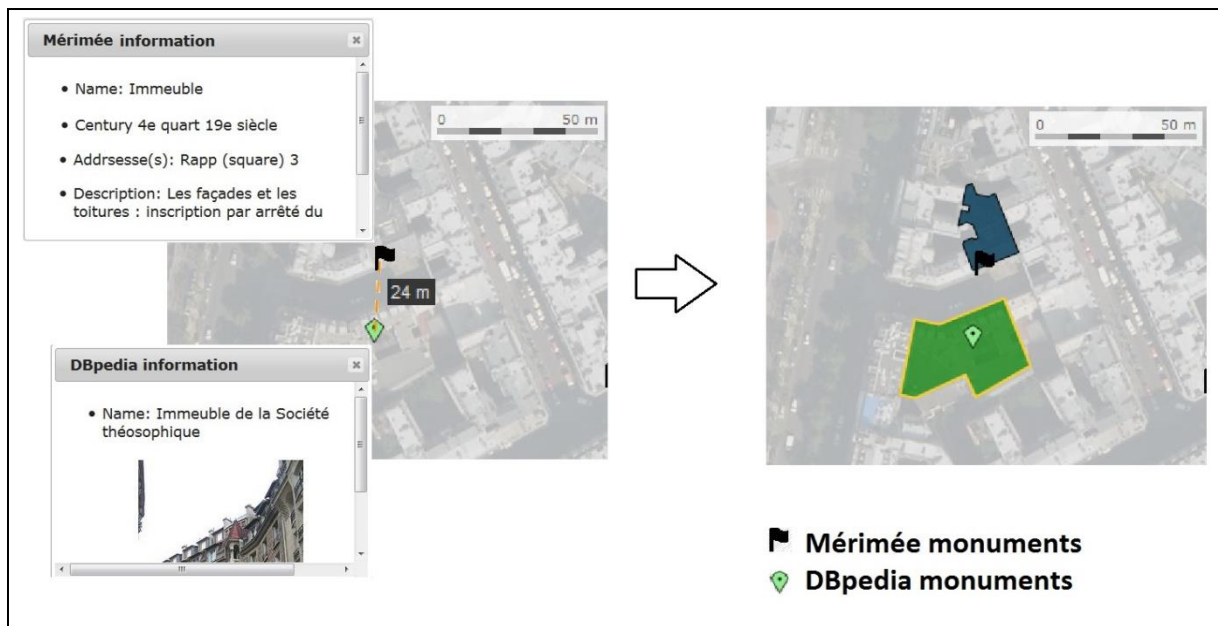 Mérimée information
• Name: Immeuble
• Century 4e quart 19e siècle
• Addrsesse(s): Rapp (square) 3
• Description: Les façades et les
toitures : inscription par arrêté du
0 50 m
24 m
DBpedia information
• Name: Immeuble de la Société
théosophique
0 50 m
Mérimée monuments
DBpedia monuments